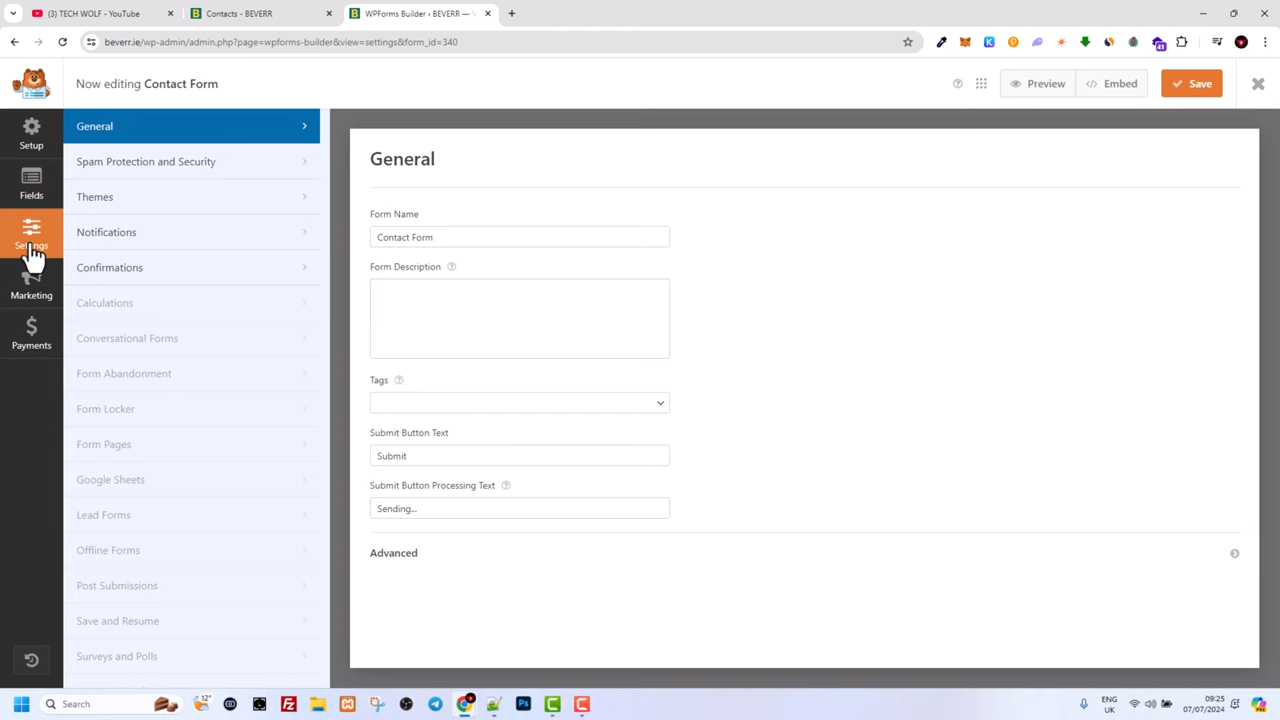 (3) TECH WOLF - YouTube
Contacts - BEVERR
WPForms Builder ‹ BEVERR —
beverr.ie/wp-admin/admin.php?page=wpforms-builder&view=settings&form_id=340
41
Now editing Contact Form
Preview
Embed
Save
Setup
Fields
Settings
Marketing
Payments
General
Spam Protection and Security
Themes
Notifications
Confirmations
Calculations
Conversational Forms
Form Abandonment
Form Locker
Form Pages
Google Sheets
Lead Forms
Offline Forms
Post Submissions
Save and Resume
Surveys and Polls
General
Form Name
Contact Form
Form Description
Tags
Submit Button Text
Submit
Submit Button Processing Text
Sending...
Advanced
Search
12°
ENG
UK
09:25
07/07/2024